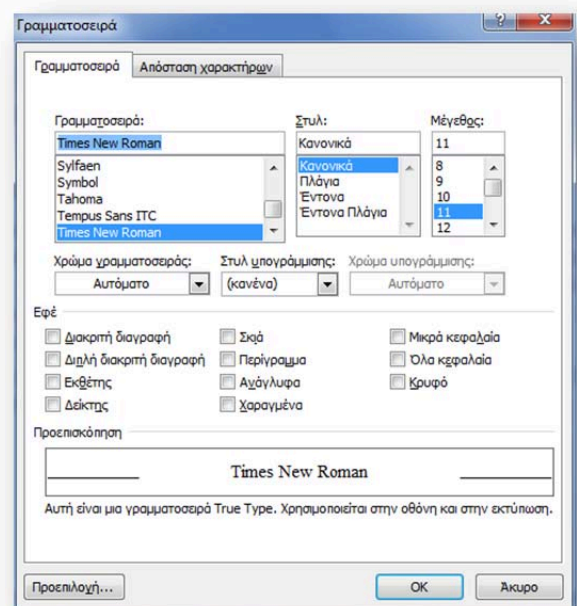 Γραμματοσειρά
Γραμματοσειρά Απόσταση χαρακτήρων
Γραμματοσειρά: Στυλ: Μέγεθος:
Times New Roman Κανονικά 11
Sylfaen Κανονικά 8
Symbol Πλάγια 9
Tahoma Έντονα 10
Tempus Sans ITC Έντονα Πλάγια 11
Times New Roman 12
Χρώμα γραμματοσειράς: Στυλ υπογράμμισης: Χρώμα υπογράμμισης:
Αυτόματο (κανένα) Αυτόματο
Εφέ
Διακριτή διαγραφή Σκιά Μικρά κεφαλαία
Διπλή διακριτή διαγραφή Περίγραμμα Όλα κεφαλαία
Εκθέτης Ανάγλυφα Κρυφό
Δείκτης Χαραγμένα
Προεπισκόπηση
Times New Roman
Αυτή είναι μια γραμματοσειρά True Type. Χρησιμοποιείται στην οθόνη και στην εκτύπωση.
Προεπιλογή... OK Άκυρο